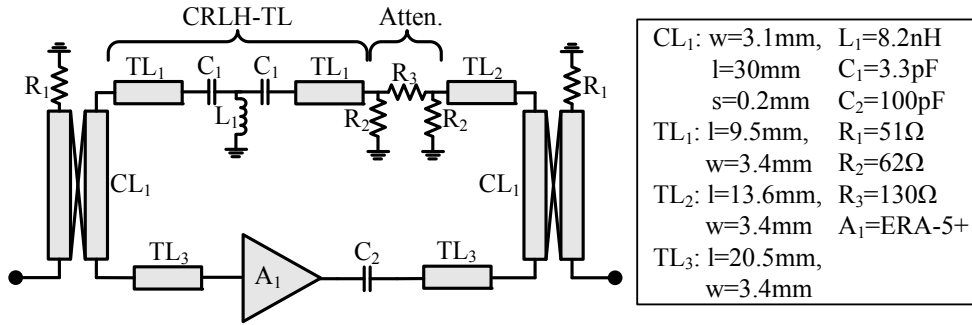 CRLH-TL Atten.
TL₁ C₁ C₁ TL₁ R₃ TL₂
R₁ L₁ R₂ R₂ R₁
CL₁ CL₁
TL₃ A₁ C₂ TL₃
CL₁: w=3.1mm, L₁=8.2nH
l=30mm C₁=3.3pF
s=0.2mm C₂=100pF
TL₁: l=9.5mm, R₁=51Ω
w=3.4mm R₂=62Ω
TL₂: l=13.6mm, R₃=130Ω
w=3.4mm A₁=ERA-5+
TL₃: l=20.5mm,
w=3.4mm